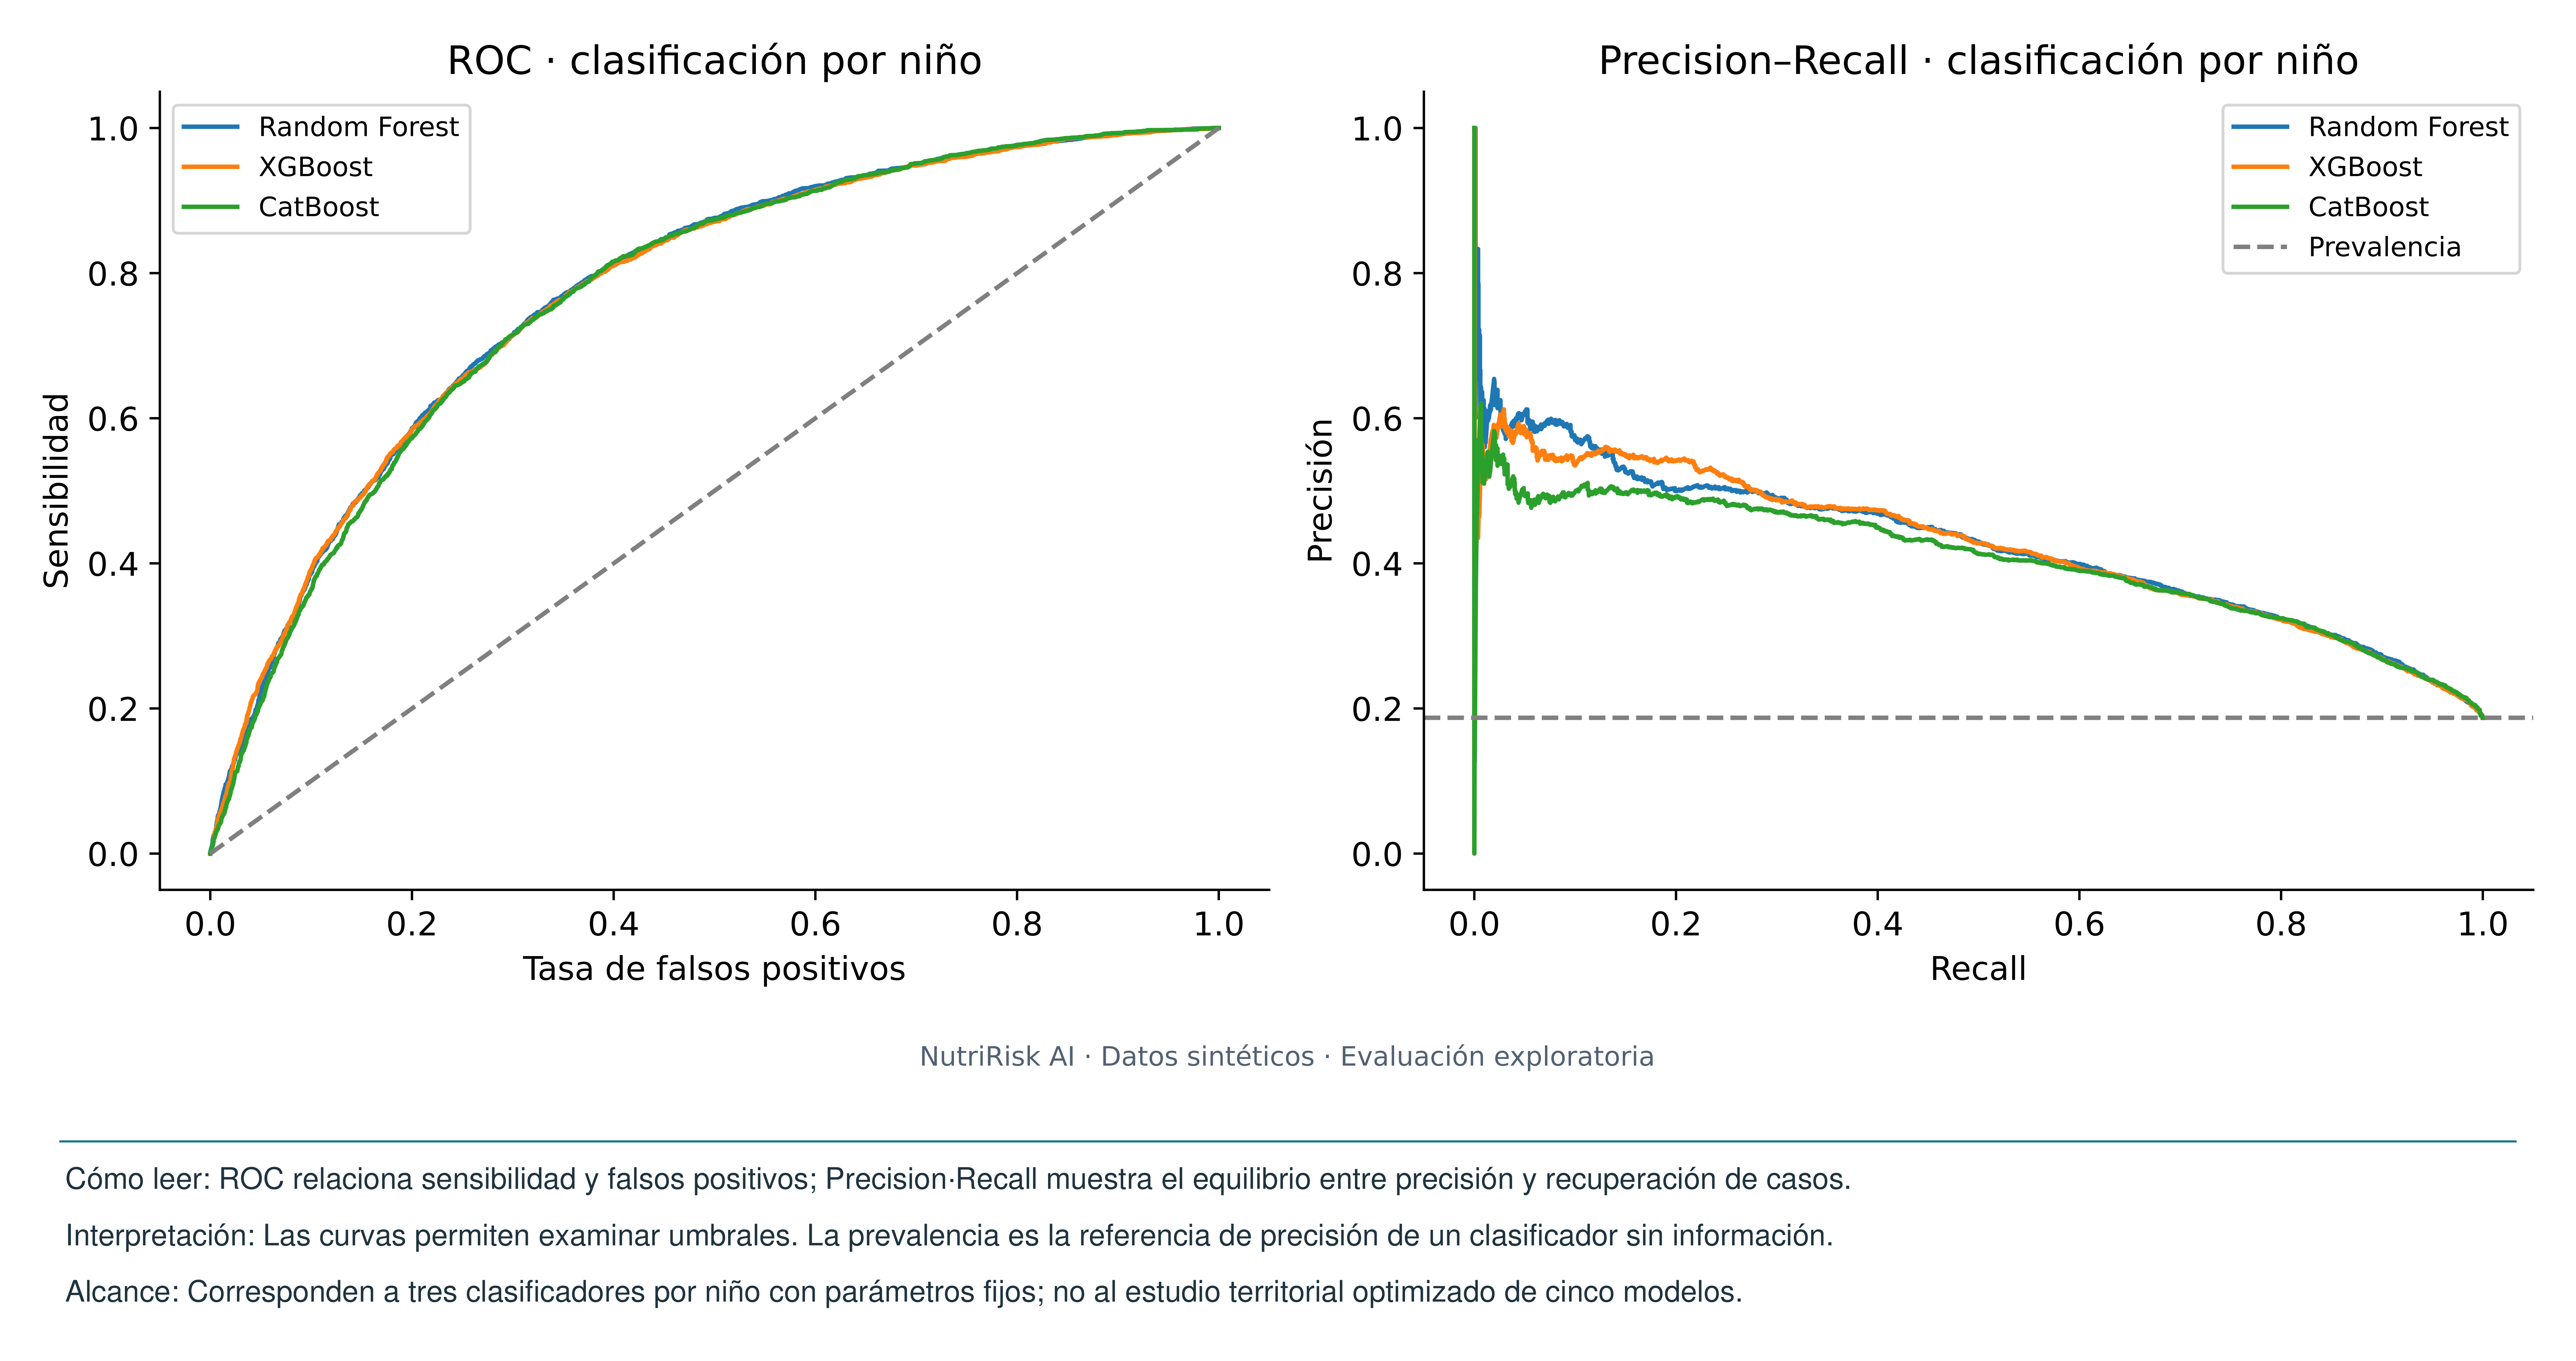 ROC · clasificación por niño
Random Forest
XGBoost
CatBoost
1.0
0.8
0.6
0.4
0.2
0.0
Sensibilidad
0.0 0.2 0.4 0.6 0.8 1.0
Tasa de falsos positivos
Precision–Recall · clasificación por niño
Random Forest
XGBoost
CatBoost
Prevalencia
1.0
0.8
0.6
0.4
0.2
0.0
Precisión
0.0 0.2 0.4 0.6 0.8 1.0
Recall
NutriRisk AI · Datos sintéticos · Evaluación exploratoria
Cómo leer: ROC relaciona sensibilidad y falsos positivos; Precision·Recall muestra el equilibrio entre precisión y recuperación de casos.
Interpretación: Las curvas permiten examinar umbrales. La prevalencia es la referencia de precisión de un clasificador sin información.
Alcance: Corresponden a tres clasificadores por niño con parámetros fijos; no al estudio territorial optimizado de cinco modelos.